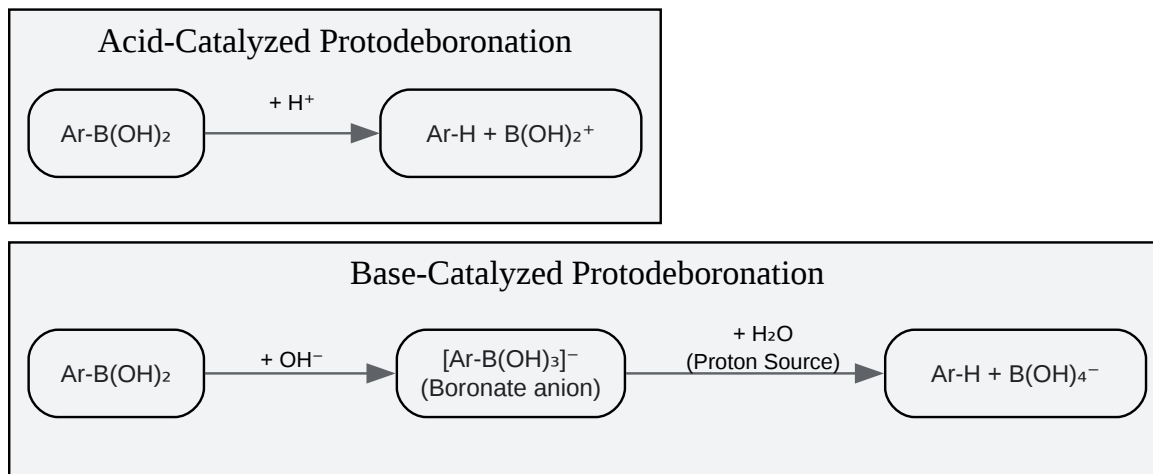 Acid-Catalyzed Protodeboronation
+ H⁺
Ar-B(OH)₂
Ar-H + B(OH)₂⁺
Base-Catalyzed Protodeboronation
Ar-B(OH)₂
+ OH⁻
[Ar-B(OH)₃]⁻
(Boronate anion)
+ H₂O
(Proton Source)
Ar-H + B(OH)₄⁻